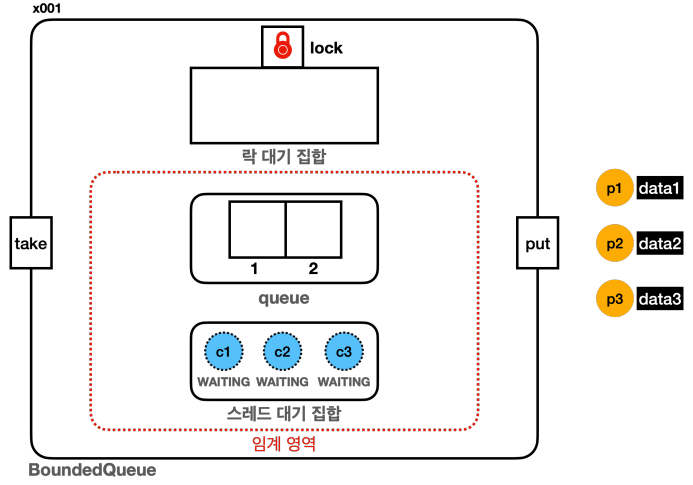 x001
lock
락 대기 집합
take
put
1 2
queue
c1 c2 c3
WAITING WAITING WAITING
스레드 대기 집합
임계 영역
BoundedQueue
p1 data1
p2 data2
p3 data3